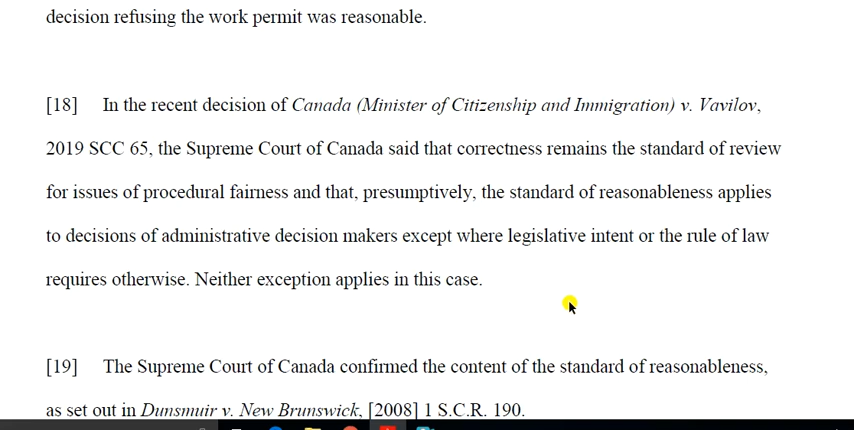 decision refusing the work permit was reasonable.
[18] In the recent decision of Canada (Minister of Citizenship and Immigration) v. Vavilov,
2019 SCC 65, the Supreme Court of Canada said that correctness remains the standard of review
for issues of procedural fairness and that, presumptively, the standard of reasonableness applies
to decisions of administrative decision makers except where legislative intent or the rule of law
requires otherwise. Neither exception applies in this case.
[19] The Supreme Court of Canada confirmed the content of the standard of reasonableness,
as set out in Dunsmuir v. New Brunswick, [2008] 1 S.C.R. 190.